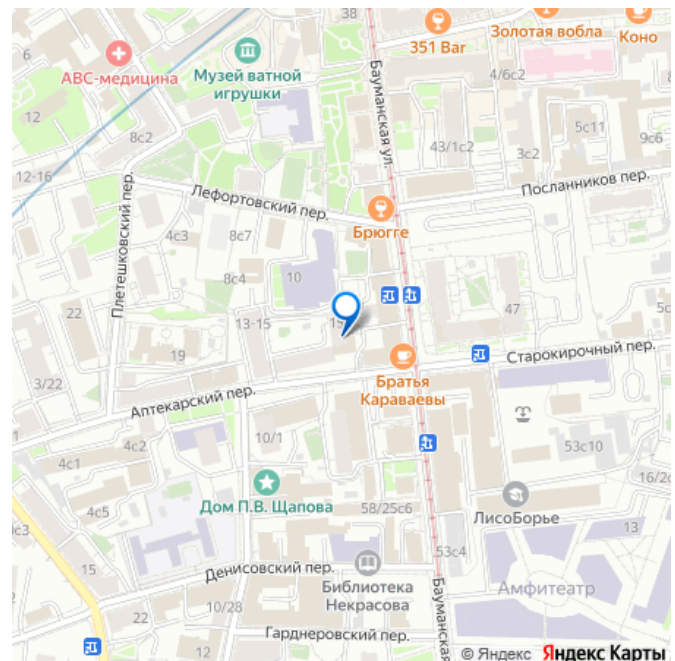 38
6
351 Bar
Золотая вобла
Коно
АВС-медицина
Музей ватной
игрушки
4/6с2
Бауманская ул.
12
8с2
5с11
9с6
43/1с2
3с2
12-16
Посланников пер.
Лефортовский пер.
Плетешковский пер.
Брюгге
4с3
8с7
8с4
10
22
13-15
47
19
Старокирочный пер.
3/22
Братья
Караваевы
Аптекарский пер.
10/1
4с2
4с1
53с10
16/2с
Дом П.В. Щапова
58/25с6
ЛисоБорье
4с5
13
53с4
15
Денисовский пер.
Библиотека
Некрасова
Амфитеатр
22
10/28
12
Бауманская
Гарднеровский пер.
© Яндекс Яндекс Карты